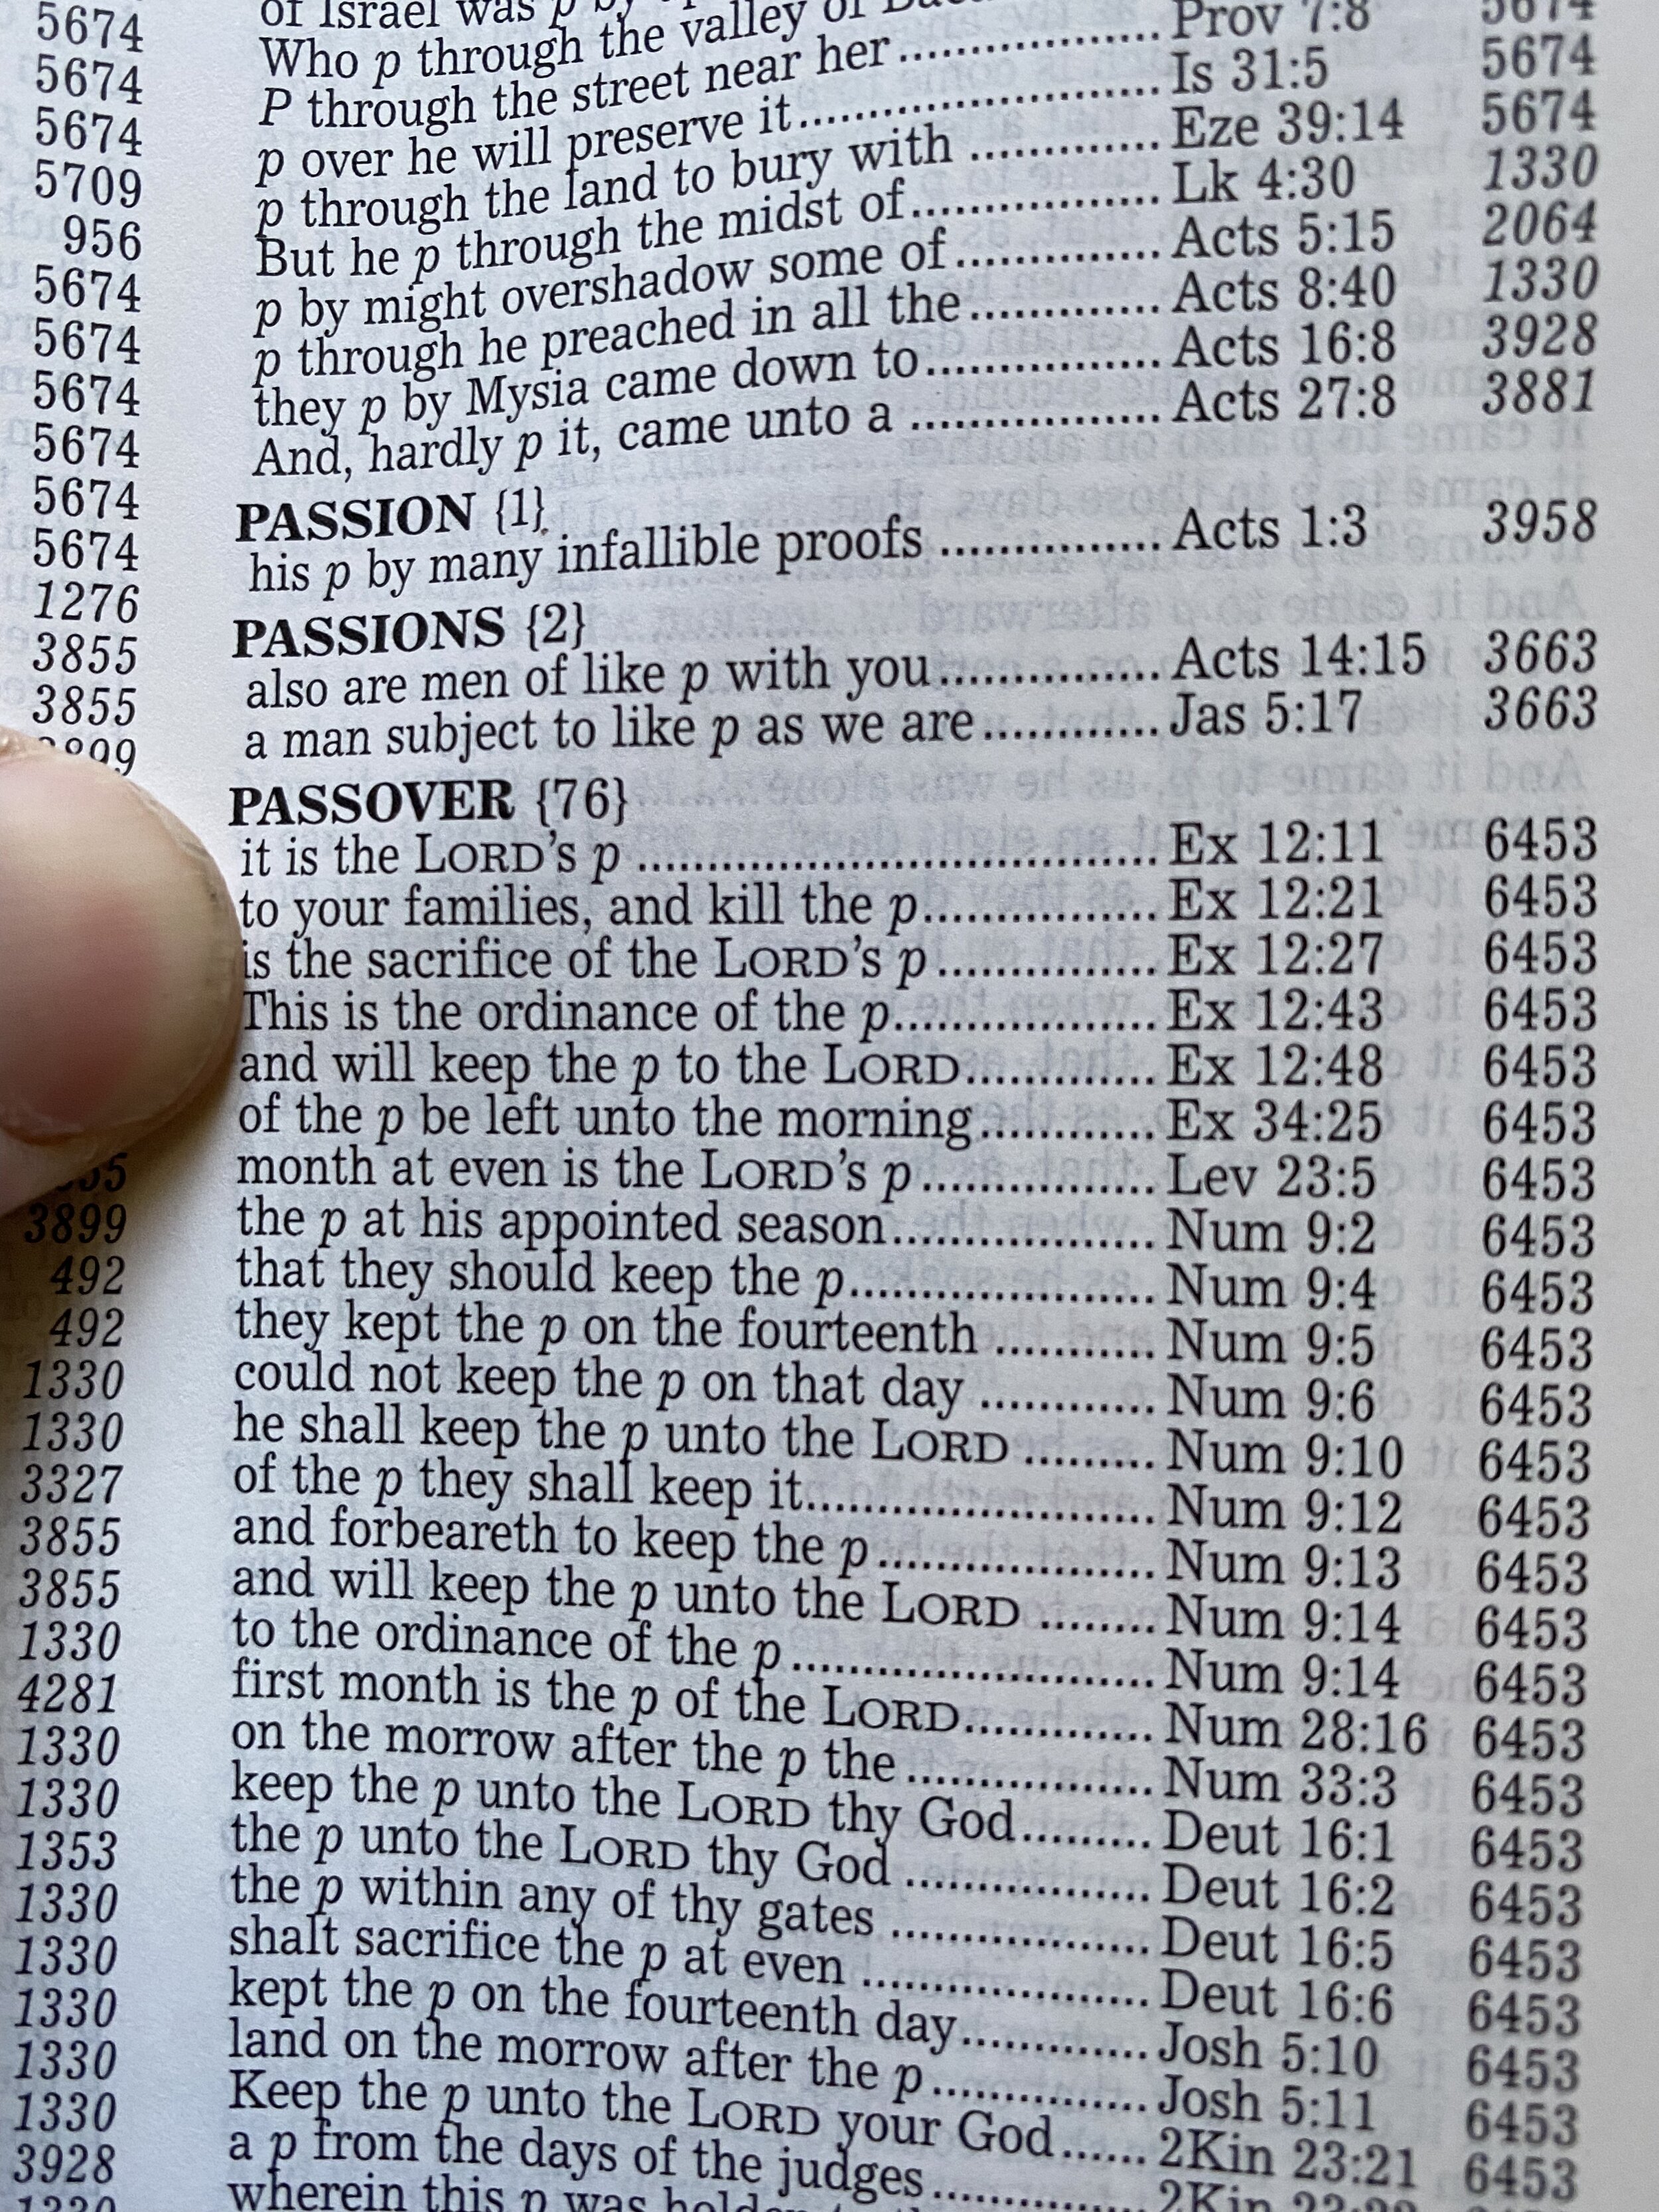 5674
5674
5674
5709
956
5674
5674
5674
5674
5674
5674
1276
3855
3855
3899
492
492
1330
1330
3327
3855
3855
1330
4281
1330
1330
1353
1330
1330
1330
1330
1330
3928
of Israel was p by
Who p through the valley of
P through the street near her.................. Prov 7:8 5674
p over he will preserve it........................ Is 31:5 5674
p through the land to bury with ............. Eze 39:14 5674
But he p through the midst of................. Lk 4:30 1330
p by might overshadow some of.............. Acts 5:15 2064
p through he preached in all the............. Acts 8:40 1330
they p by Mysia came down to................ Acts 16:8 3928
And, hardly p it, came unto a ................. Acts 27:8 3881
PASSION {1}
his p by many infallible proofs ............... Acts 1:3 3958
PASSIONS {2}
also are men of like p with you............... Acts 14:15 3663
a man subject to like p as we are............ Jas 5:17 3663
PASSOVER {76}
it is the LORD's p ................................... Ex 12:11 6453
to your families, and kill the p................ Ex 12:21 6453
is the sacrifice of the LORD's p............... Ex 12:27 6453
This is the ordinance of the p.................. Ex 12:43 6453
and will keep the p to the LORD............. Ex 12:48 6453
of the p be left unto the morning............ Ex 34:25 6453
month at even is the LORD's p................ Lev 23:5 6453
the p at his appointed season.................. Num 9:2 6453
that they should keep the p..................... Num 9:4 6453
they kept the p on the fourteenth ........... Num 9:5 6453
could not keep the p on that day ............ Num 9:6 6453
he shall keep the p unto the LORD ......... Num 9:10 6453
of the p they shall keep it........................ Num 9:12 6453
and forbeareth to keep the p................... Num 9:13 6453
and will keep the p unto the LORD ........ Num 9:14 6453
to the ordinance of the p ......................... Num 9:14 6453
first month is the p of the LORD............. Num 28:16 6453
on the morrow after the p the ................. Num 33:3 6453
keep the p unto the LORD thy God......... Deut 16:1 6453
the p unto the LORD thy God ................. Deut 16:2 6453
the p within any of thy gates .................. Deut 16:5 6453
shalt sacrifice the p at even .................... Deut 16:6 6453
kept the p on the fourteenth day............. Josh 5:10 6453
land on the morrow after the p............... Josh 5:11 6453
Keep the p unto the LORD your God...... 2Kin 23:21 6453
a p from the days of the judges............... 2Kin
wherein this p was holden